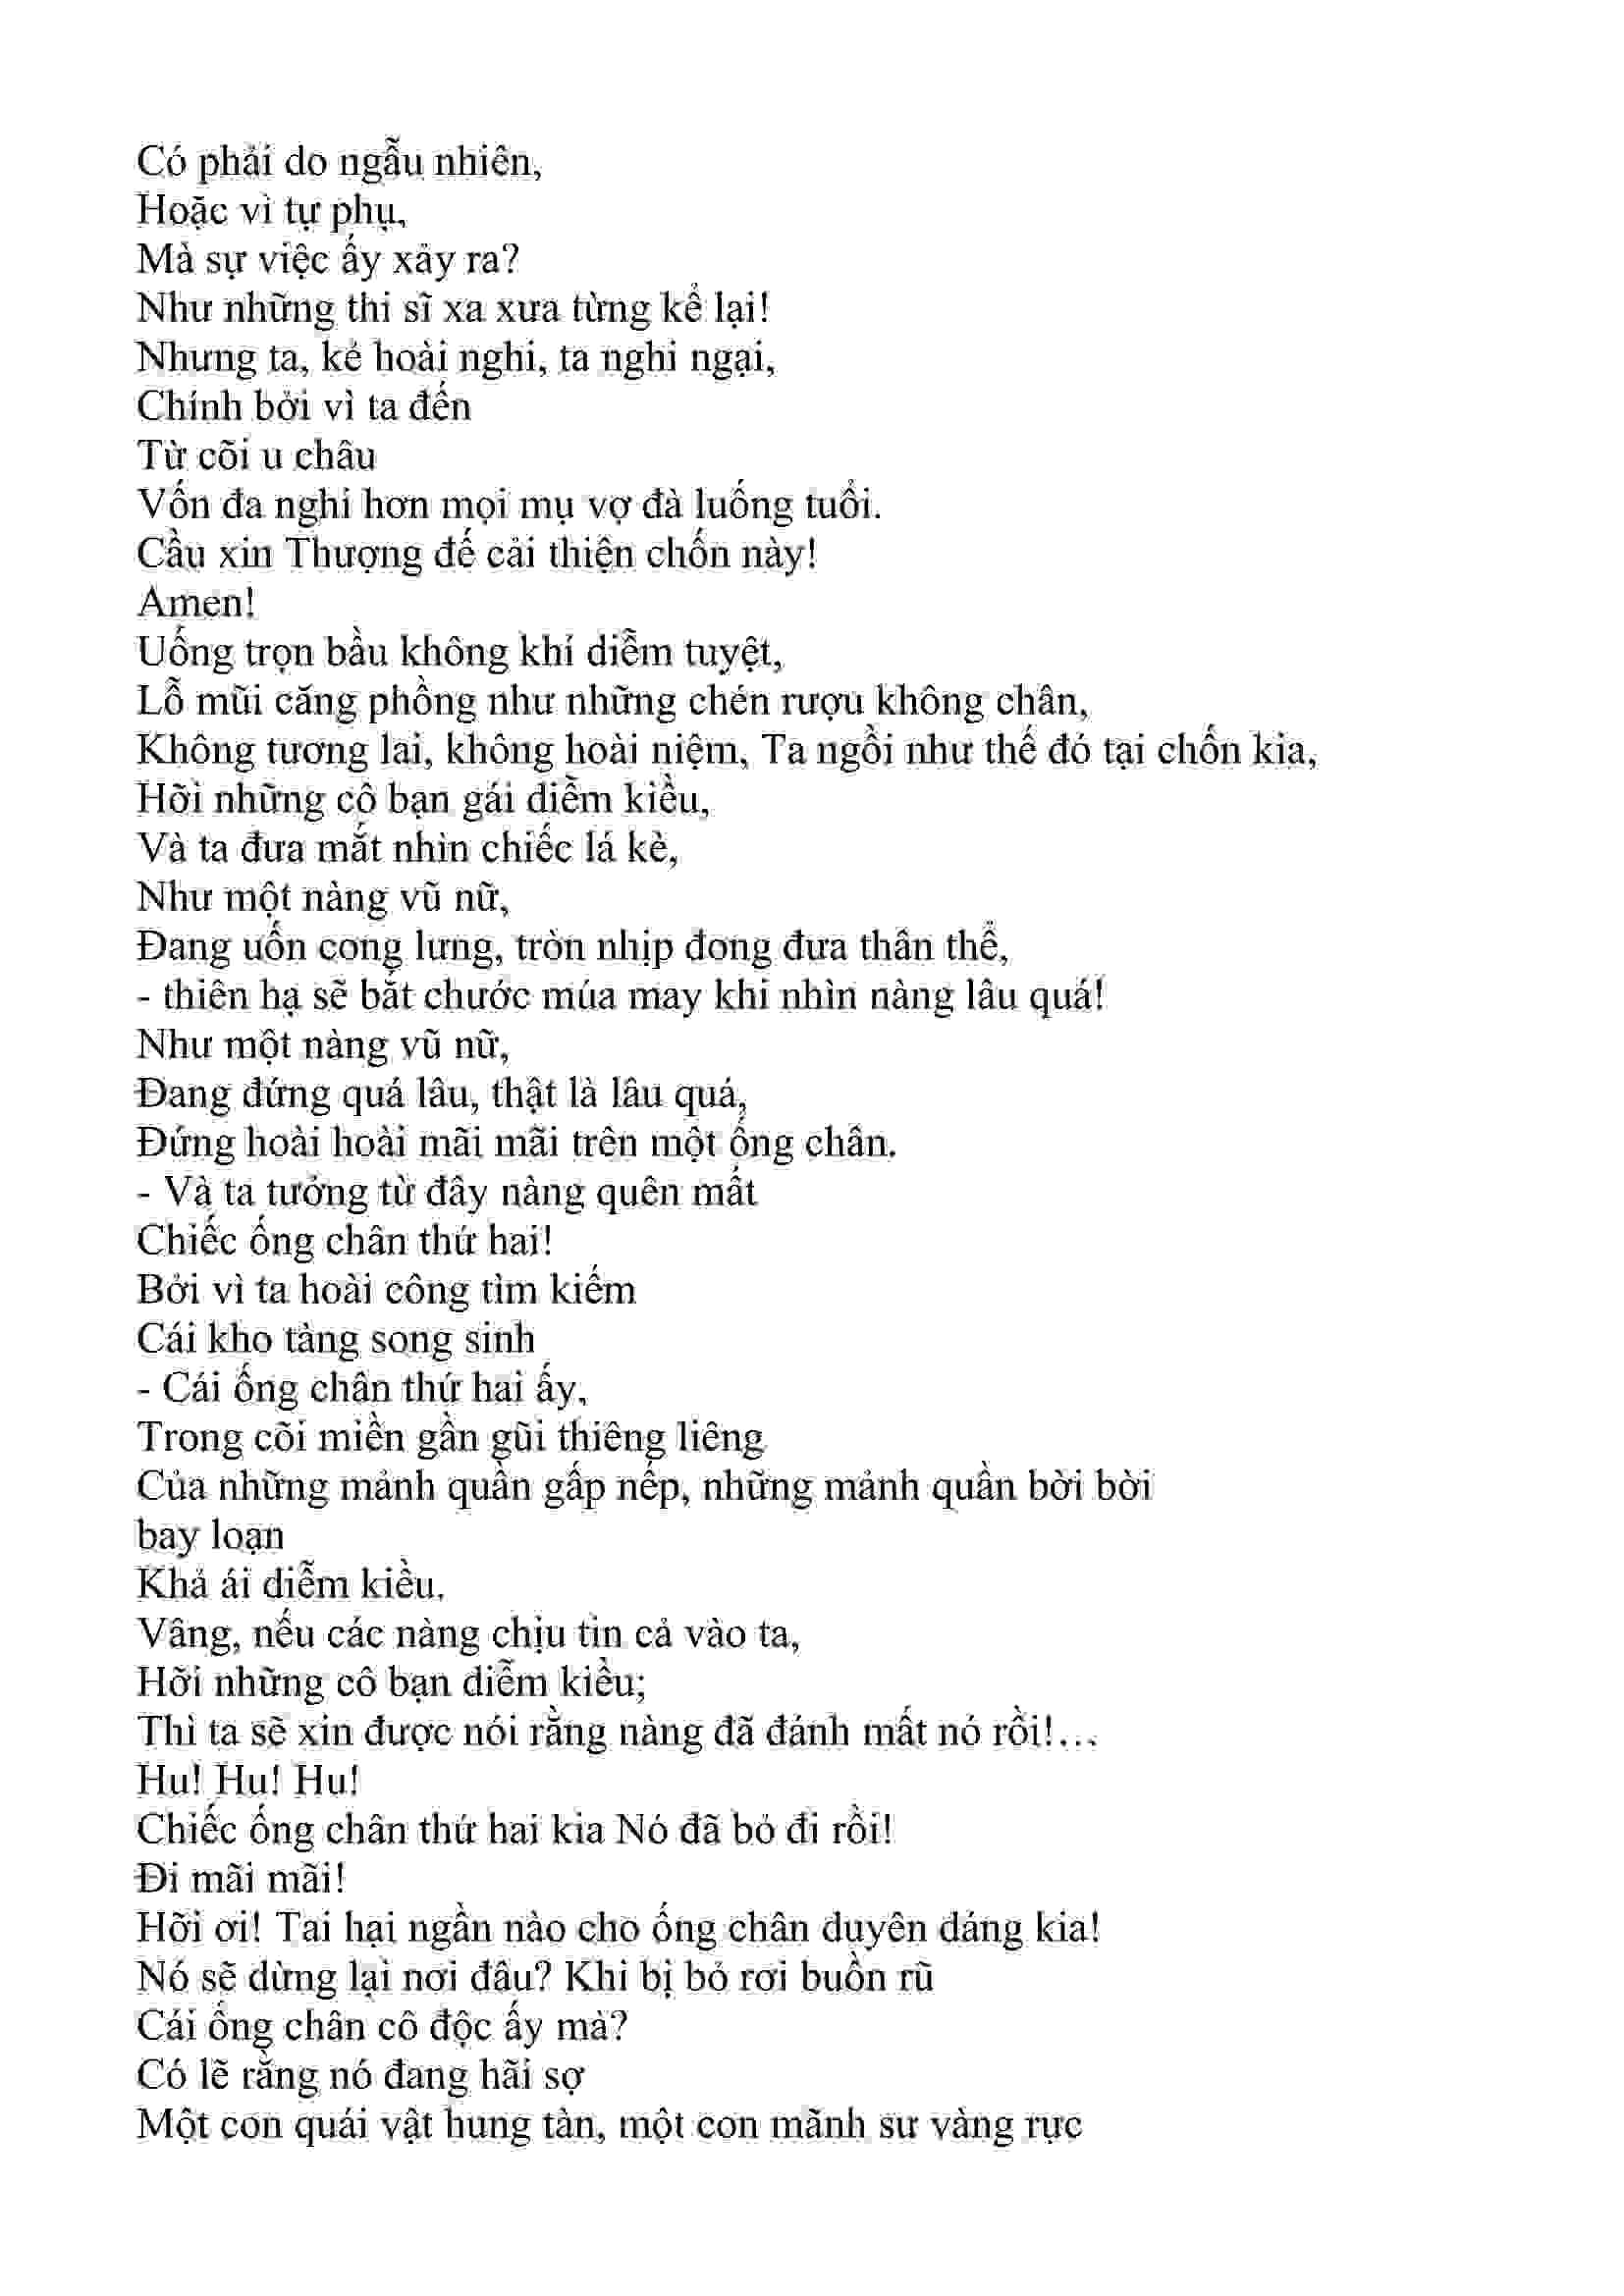 Có phải do ngẫu nhiên,
Hoặc vì tự phụ,
Mà sự việc ấy xảy ra?
Như những thi sĩ xa xưa từng kể lại!
Nhưng ta, kẻ hoài nghi, ta nghi ngại,
Chính bởi vì ta đến
Từ cõi u châu
Vốn đa nghi hơn mọi mụ vợ đà luống tuổi.
Cầu xin Thượng đế cải thiện chốn này!
Amen!
Uống trọn bầu không khí diễm tuyệt,
Lỗ mũi căng phồng như những chén rượu không chân,
Không tương lai, không hoài niệm, Ta ngồi như thế đó tại chốn kia,
Hỡi những cô bạn gái diễm kiều,
Và ta đưa mắt nhìn chiếc lá kè,
Như một nàng vũ nữ,
Đang uốn cong lưng, tròn nhịp đong đưa thân thể,
- thiên hạ sẽ bắt chước múa may khi nhìn nàng lâu quá!
Như một nàng vũ nữ,
Đang đứng quá lâu, thật là lâu quá,
Đứng hoài hoài mãi mãi trên một ống chân.
- Và ta tưởng từ đây nàng quên mất
Chiếc ống chân thứ hai!
Bởi vì ta hoài công tìm kiếm
Cái kho tàng song sinh
- Cái ống chân thứ hai ấy,
Trong cõi miền gần gũi thiêng liêng
Của những mảnh quần gấp nếp, những mảnh quần bời bời
bay loạn
Khả ái diễm kiều.
Vâng, nếu các nàng chịu tin cả vào ta,
Hỡi những cô bạn diễm kiều;
Thì ta sẽ xin được nói rằng nàng đã đánh mất nó rồi!…
Hu! Hu! Hu!
Chiếc ống chân thứ hai kia Nó đã bỏ đi rồi!
Đi mãi mãi!
Hỡi ơi! Tai hại ngần nào cho ống chân duyên dáng kia!
Nó sẽ dừng lại nơi đâu? Khi bị bỏ rơi buồn rũ
Cái ống chân cô độc ấy mà?
Có lẽ rằng nó đang hãi sợ
Một con quái vật hung tàn, một con mãnh sư vàng rực